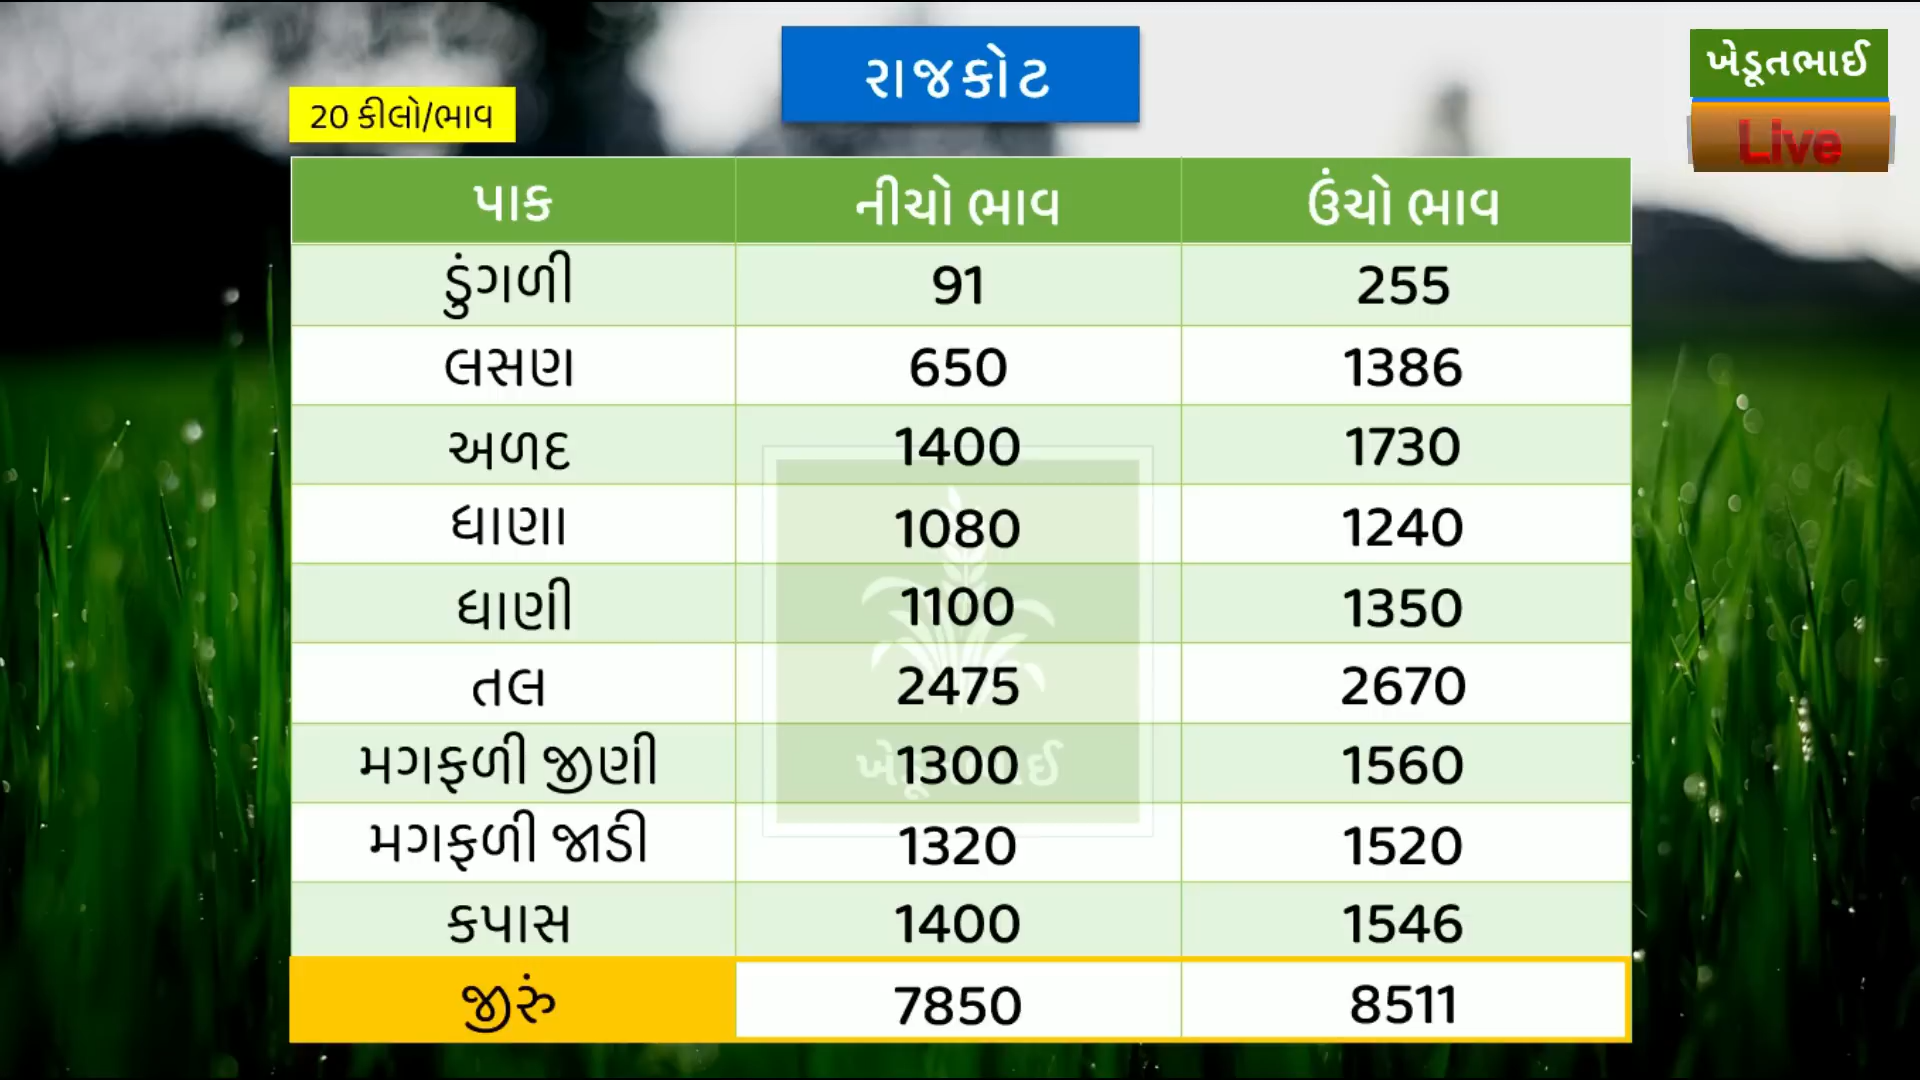 રાજકોટ
ખેડૂતભાઈ
Live
20 કીલો/ભાવ
પાક નીચો ભાવ ઉંચો ભાવ
ડુંગળી 91 255
લસણ 650 1386
અળદ 1400 1730
ધાણા 1080 1240
ધાણી 1100 1350
તલ 2475 2670
મગફળી જીણી 1300 1560
મગફળી જાડી 1320 1520
કપાસ 1400 1546
જીરું 7850 8511